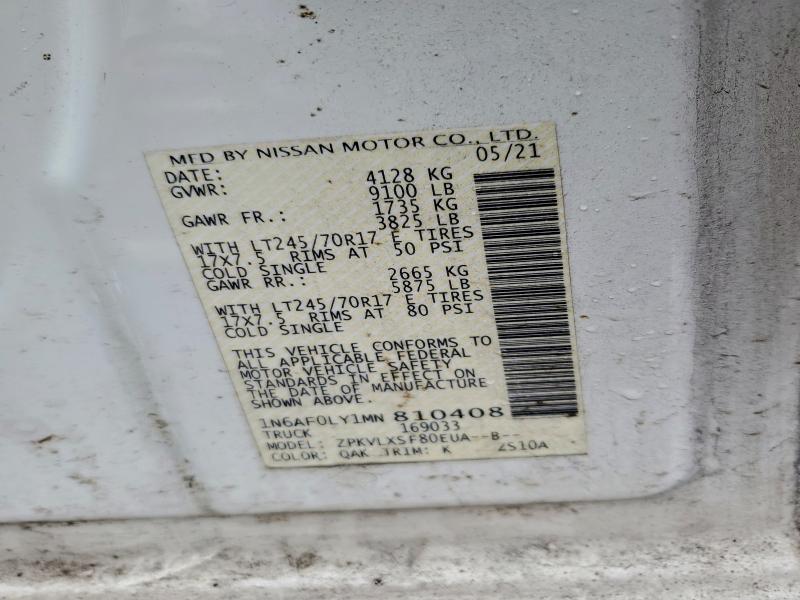 MFD BY NISSAN MOTOR CO., LTD.
DATE: 05/21
GVWR: 4128 KG
9100 LB
GAWR FR.: 1735 KG
3825 LB
WITH LT245/70R17 E TIRES
17X7.5 RIMS AT 50 PSI
COLD SINGLE
GAWR RR.: 2665 KG
5875 LB
WITH LT245/70R17 E TIRES
17X7.5 RIMS AT 80 PSI
COLD SINGLE
THIS VEHICLE CONFORMS TO
ALL APPLICABLE FEDERAL
MOTOR VEHICLE SAFETY
STANDARDS IN EFFECT ON
THE DATE OF MANUFACTURE
SHOWN ABOVE.
1N6AF0LY1MN 810408
TRUCK 169033
MODEL: ZPKVLXSF80EUA--B--
COLOR: QAK TRIM: K ZS10A